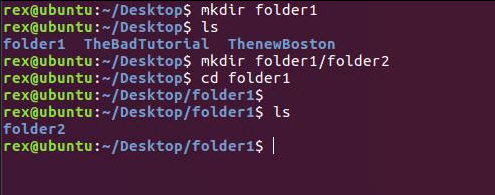 rex@ubuntu:~/Desktop$ mkdir folder1
rex@ubuntu:~/Desktop$ ls
folder1  TheBadTutorial  ThenewBoston
rex@ubuntu:~/Desktop$ mkdir folder1/folder2
rex@ubuntu:~/Desktop$ cd folder1
rex@ubuntu:~/Desktop/folder1$
rex@ubuntu:~/Desktop/folder1$ ls
folder2
rex@ubuntu:~/Desktop/folder1$